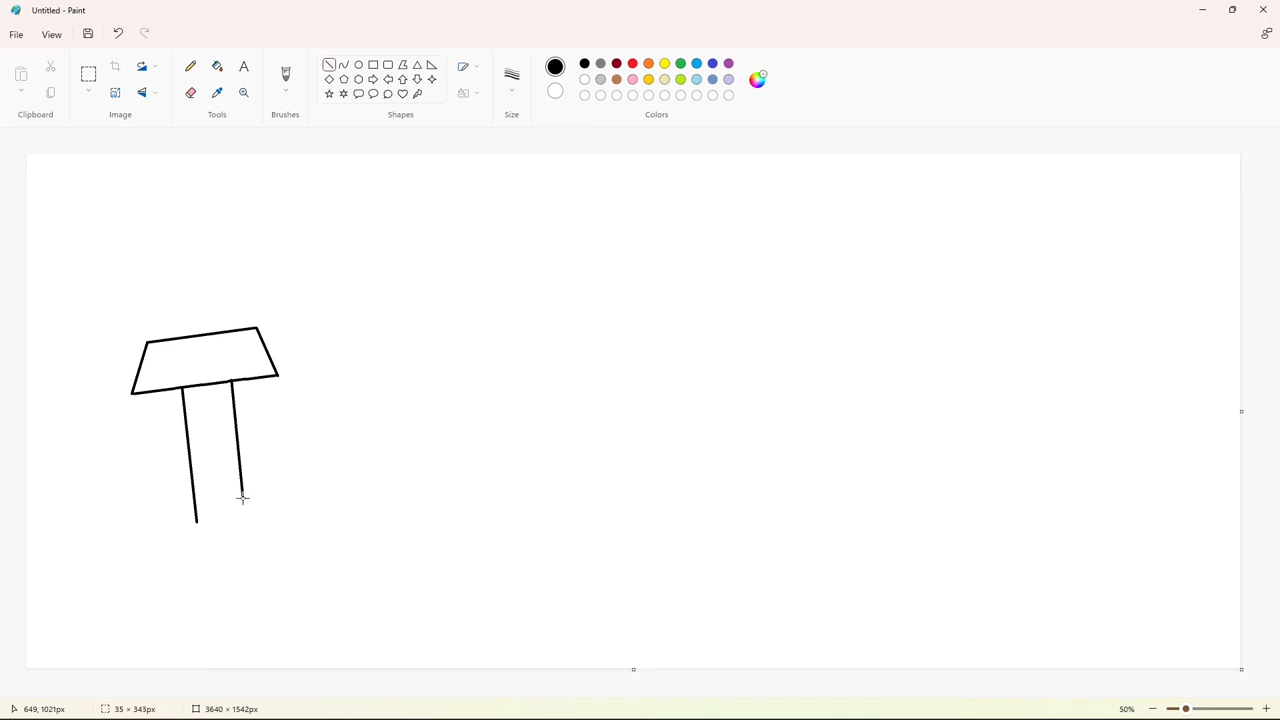 Untitled - Paint
File View
Clipboard Image Tools Brushes Shapes Size Colors
649, 1021px 35 × 343px 3640 × 1542px 50%